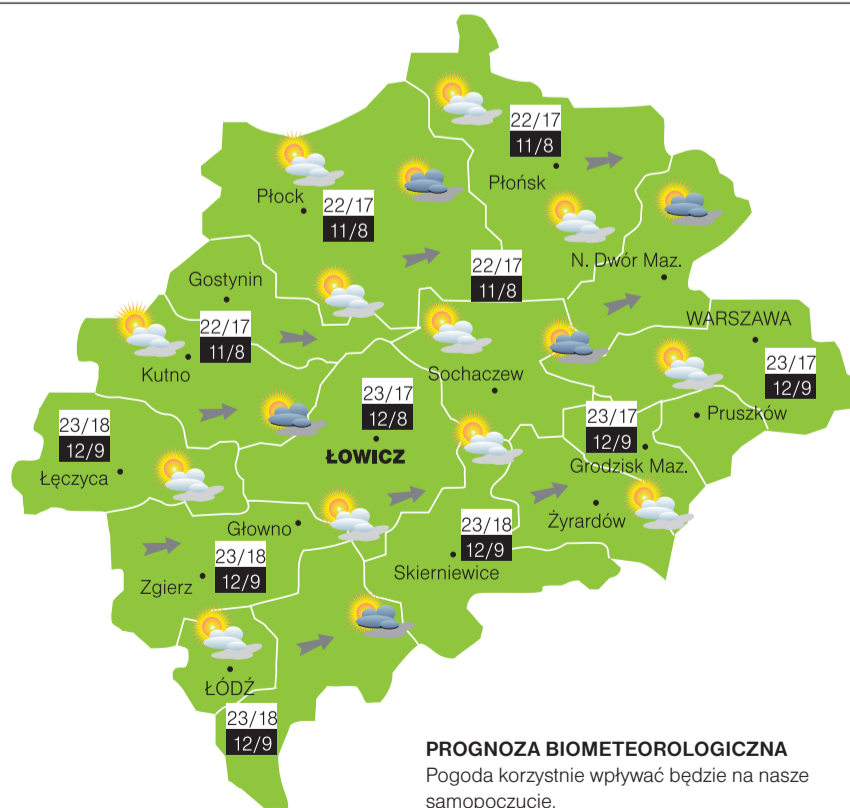 22/17
11/8
Płońsk
Płock
22/17
11/8
N. Dwór Maz.
22/17
11/8
Gostynin
WARSZAWA
22/17
11/8
Kutno
23/17
12/9
Sochaczew
23/17
12/8
ŁOWICZ
Pruszków
23/17
12/9
Grodzisk Maz.
23/18
12/9
Łęczyca
Żyrardów
Głowno
23/18
12/9
Skierniewice
23/18
12/9
Zgierz
ŁÓDŹ
23/18
12/9
PROGNOZA BIOMETEOROLOGICZNA
Pogoda korzystnie wpływać będzie na nasze
samopoczucie.